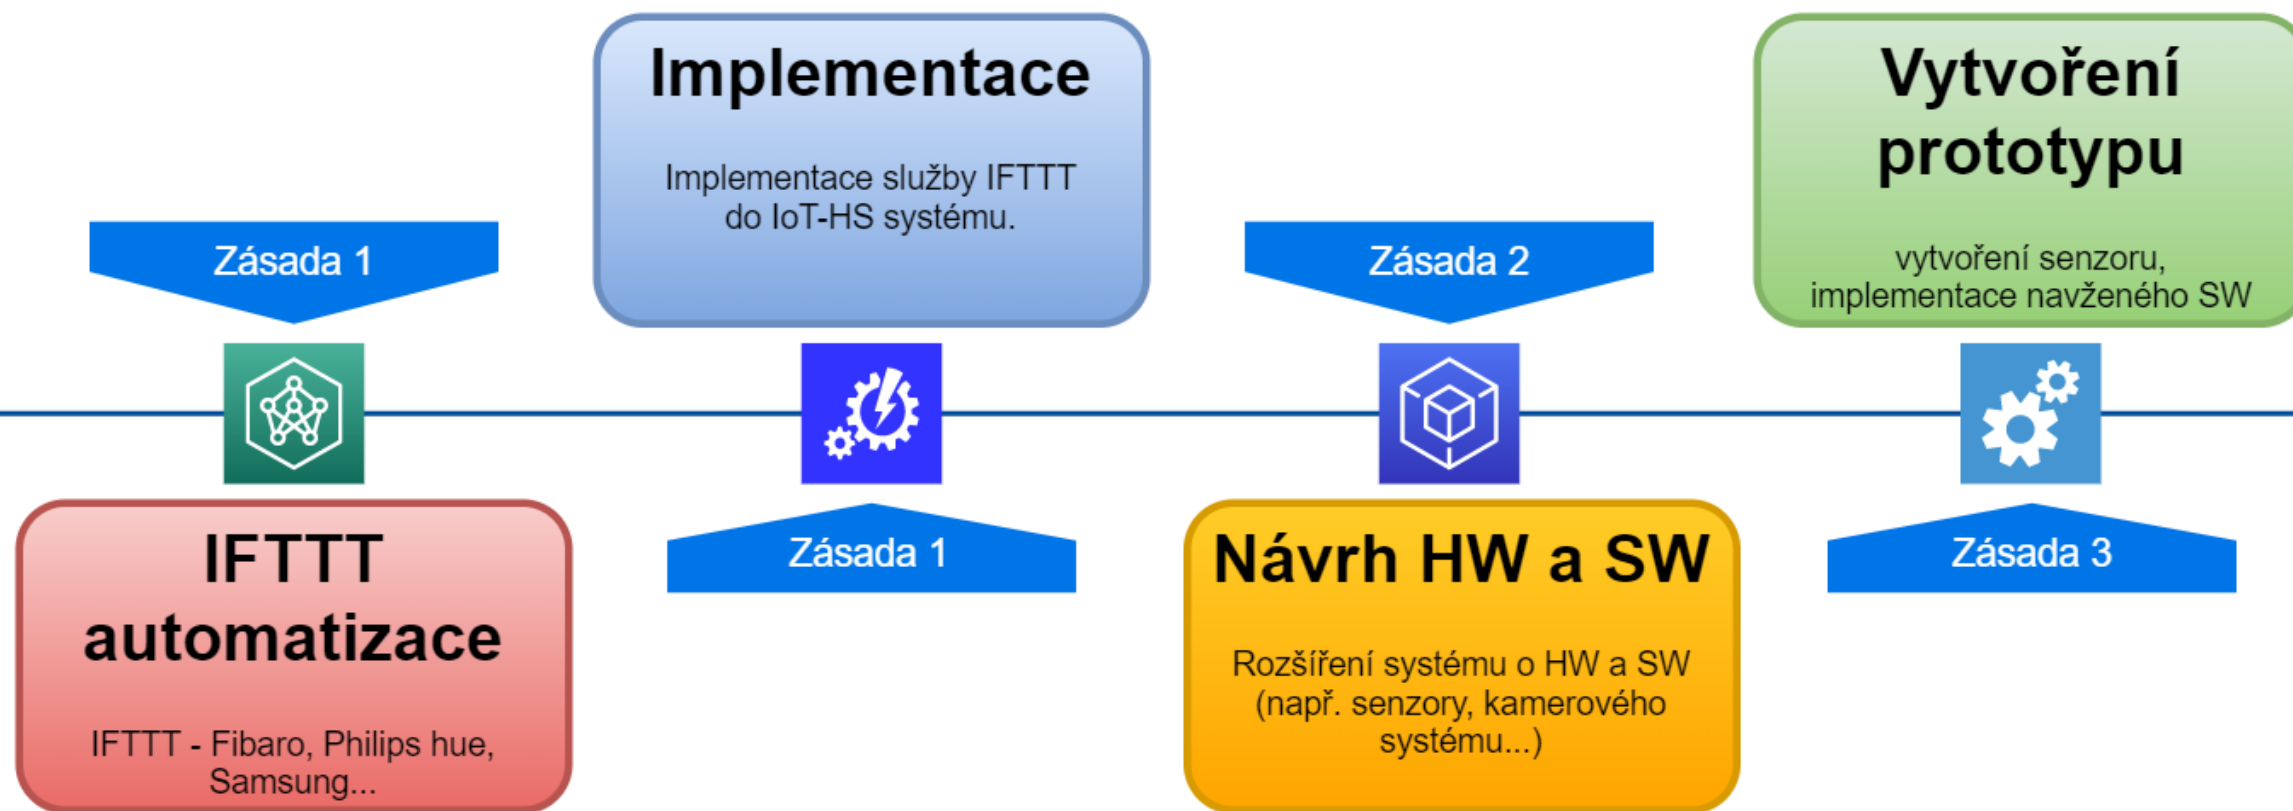 Zásada 1
IFTTT
automatizace
IFTTT - Fibaro, Philips hue,
Samsung...
Implementace
Implementace služby IFTTT
do IoT-HS systému.
Zásada 1
Zásada 2
Návrh HW a SW
Rozšíření systému o HW a SW
(např. senzory, kamerového
systému...)
Vytvoření
prototypu
vytvoření senzoru,
implementace navženého SW
Zásada 3